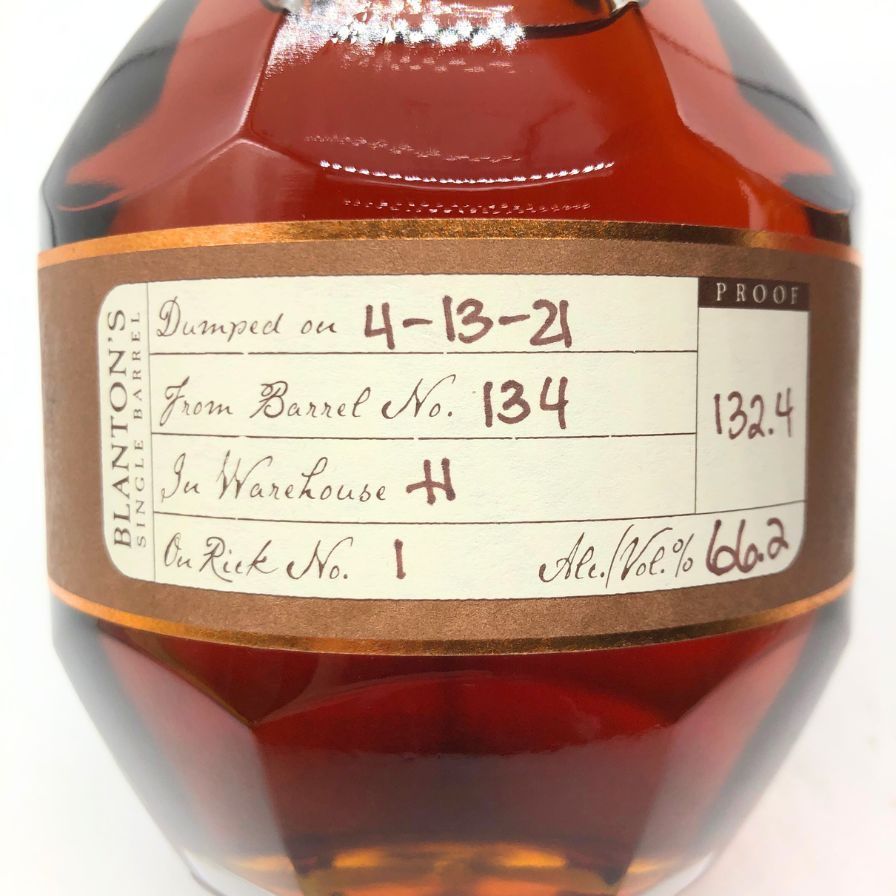 BLANTON'S
SINGLE BARREL
Dumped on 4-13-21
From Barrel No. 134
In Warehouse H
On Rick No. 1
Alc./Vol.% 66.2
PROOF
132.4